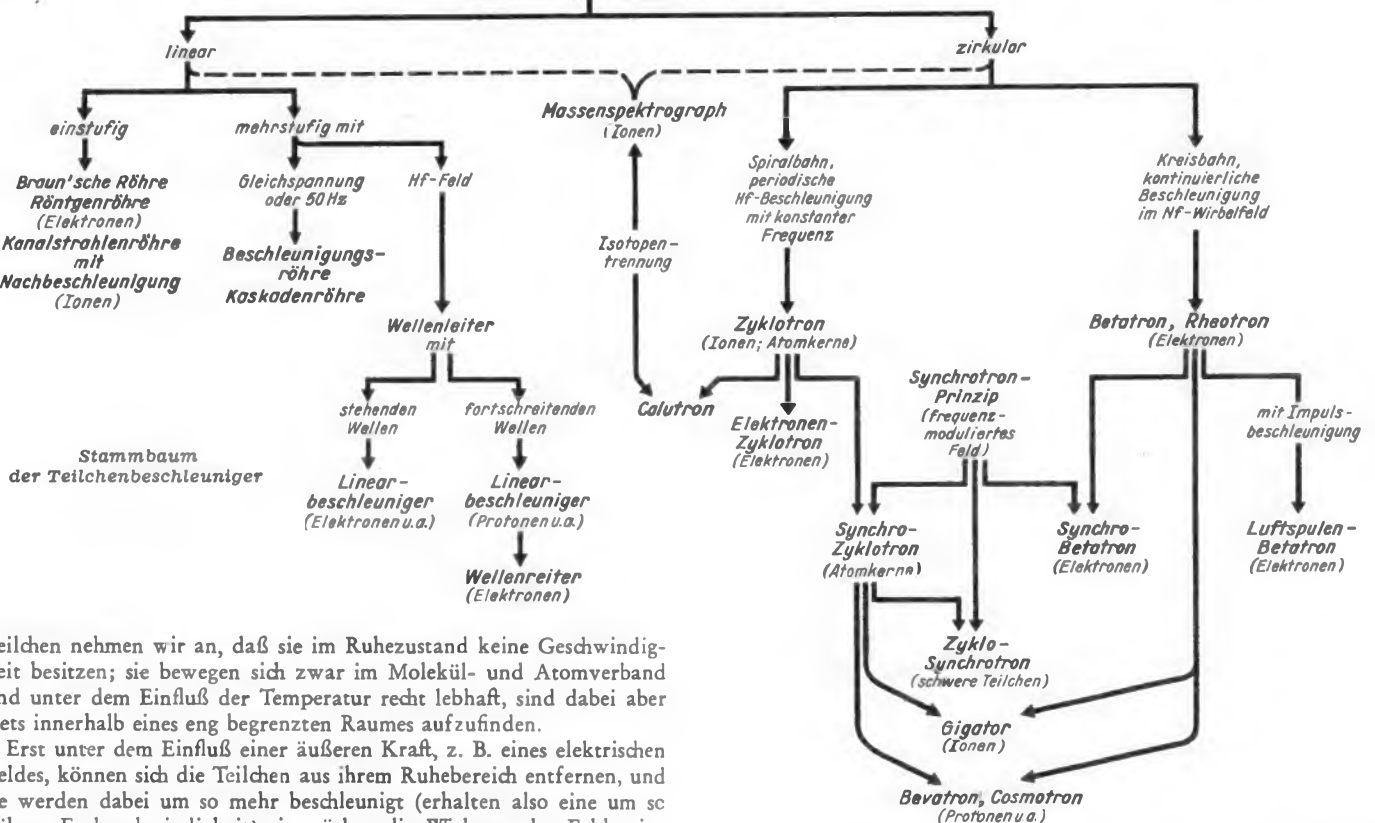 linear
zirkular
einstufig
mehrstufig mit
Massenspektrograph
(Ionen)
Braun'sche Röhre
Röntgenröhre
(Elektronen)
Kanalstrahlenröhre
mit
Nachbeschleunigung
(Ionen)
Gleichspannung
oder 50 Hz
Hf-Feld
Beschleunigungs-
röhre
Kaskadenröhre
Isotopen-
trennung
Spiralbahn,
periodische
Hf-Beschleunigung
mit konstanter
Frequenz
Kreisbahn,
kontinuierliche
Beschleunigung
im Nf-Wirbelfeld
Wellenleiter
mit
Zyklotron
(Ionen; Atomkerne)
Betatron, Rheotron
(Elektronen)
stehenden
Wellen
fortschreitenden
Wellen
Calutron
Elektronen-
Zyklotron
(Elektronen)
Synchrotron-
Prinzip
(frequenz-
moduliertes
Feld)
mit Impuls-
beschleunigung
Stammbaum
der Teilchenbeschleuniger
Linear-
beschleuniger
(Elektronen u.a.)
Linear-
beschleuniger
(Protonen u.a.)
Wellenreiter
(Elektronen)
Synchro-
Zyklotron
(Atomkerne)
Synchro-
Betatron
(Elektronen)
Luftspulen-
Betatron
(Elektronen)
Zyklo-
Synchrotron
(schwere Teilchen)
Gigator
(Ionen)
Bevatron, Cosmotron
(Protonen u.a.)
eilchen nehmen wir an, daß sie im Ruhezustand keine Geschwindig-
eit besitzen; sie bewegen sich zwar im Molekül- und Atomverband
nd unter dem Einfluß der Temperatur recht lebhaft, sind dabei aber
ets innerhalb eines eng begrenzten Raumes aufzufinden.
Erst unter dem Einfluß einer äußeren Kraft, z. B. eines elektrischen
eldes, können sich die Teilchen aus ihrem Ruhebereich entfernen, und
e werden dabei um so mehr beschleunigt (erhalten also eine um so